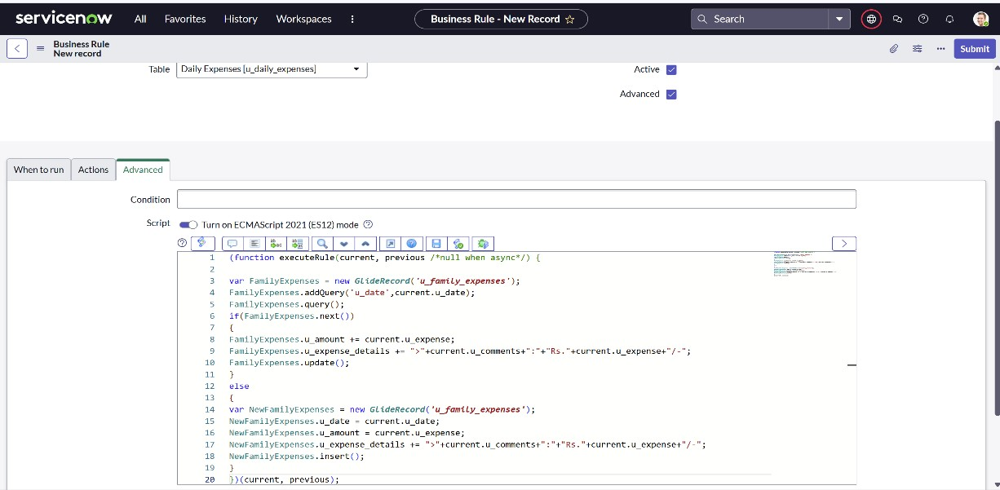 servicenow All Favorites History Workspaces Business Rule - New Record Search
Business Rule
New record
Submit
Table Daily Expenses [u_daily_expenses] Active
Advanced
When to run Actions Advanced
Condition
Script Turn on ECMAScript 2021 (ES12) mode
1 (function executeRule(current, previous /*null when async*/) {
2
3 var FamilyExpenses = new GlideRecord('u_family_expenses');
4 FamilyExpenses.addQuery('u_date',current.u_date);
5 FamilyExpenses.query();
6 if(FamilyExpenses.next())
7 {
8 FamilyExpenses.u_amount += current.u_expense;
9 FamilyExpenses.u_expense_details += ">"+current.u_comments+":"+"Rs."+current.u_expense+"/-";
10 FamilyExpenses.update();
11 }
12 else
13 {
14 var NewFamilyExpenses = new GlideRecord('u_family_expenses');
15 NewFamilyExpenses.u_date = current.u_date;
16 NewFamilyExpenses.u_amount = current.u_expense;
17 NewFamilyExpenses.u_expense_details += ">"+current.u_comments+":"+"Rs."+current.u_expense+"/-";
18 NewFamilyExpenses.insert();
19 }
20 })(current, previous);